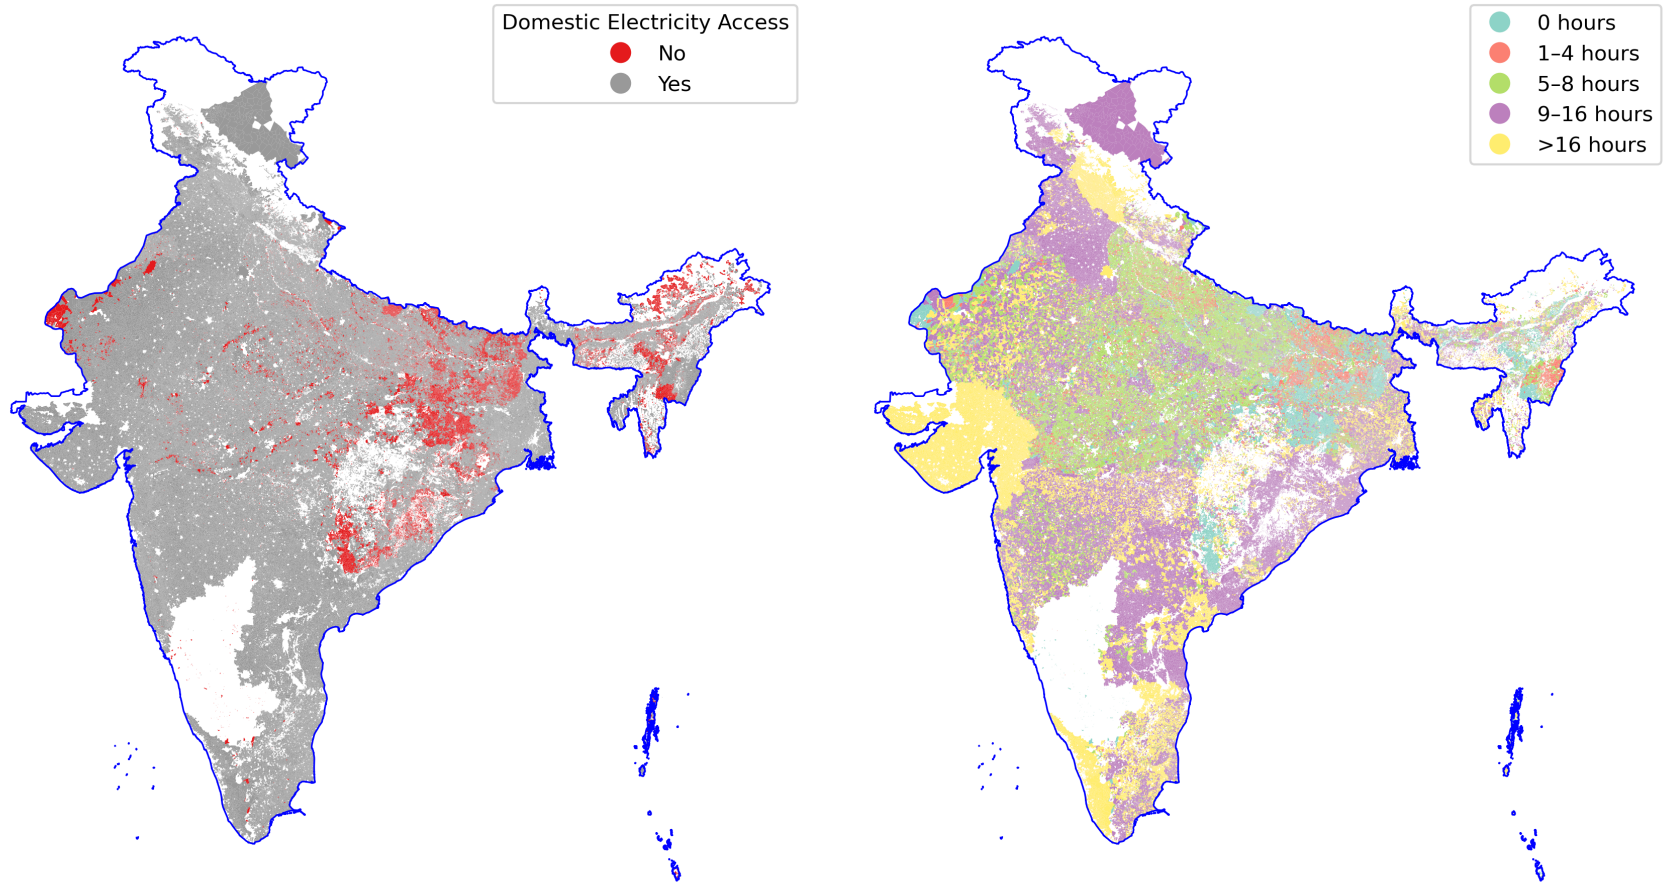 Domestic Electricity Access
No
Yes
0 hours
1–4 hours
5–8 hours
9–16 hours
>16 hours